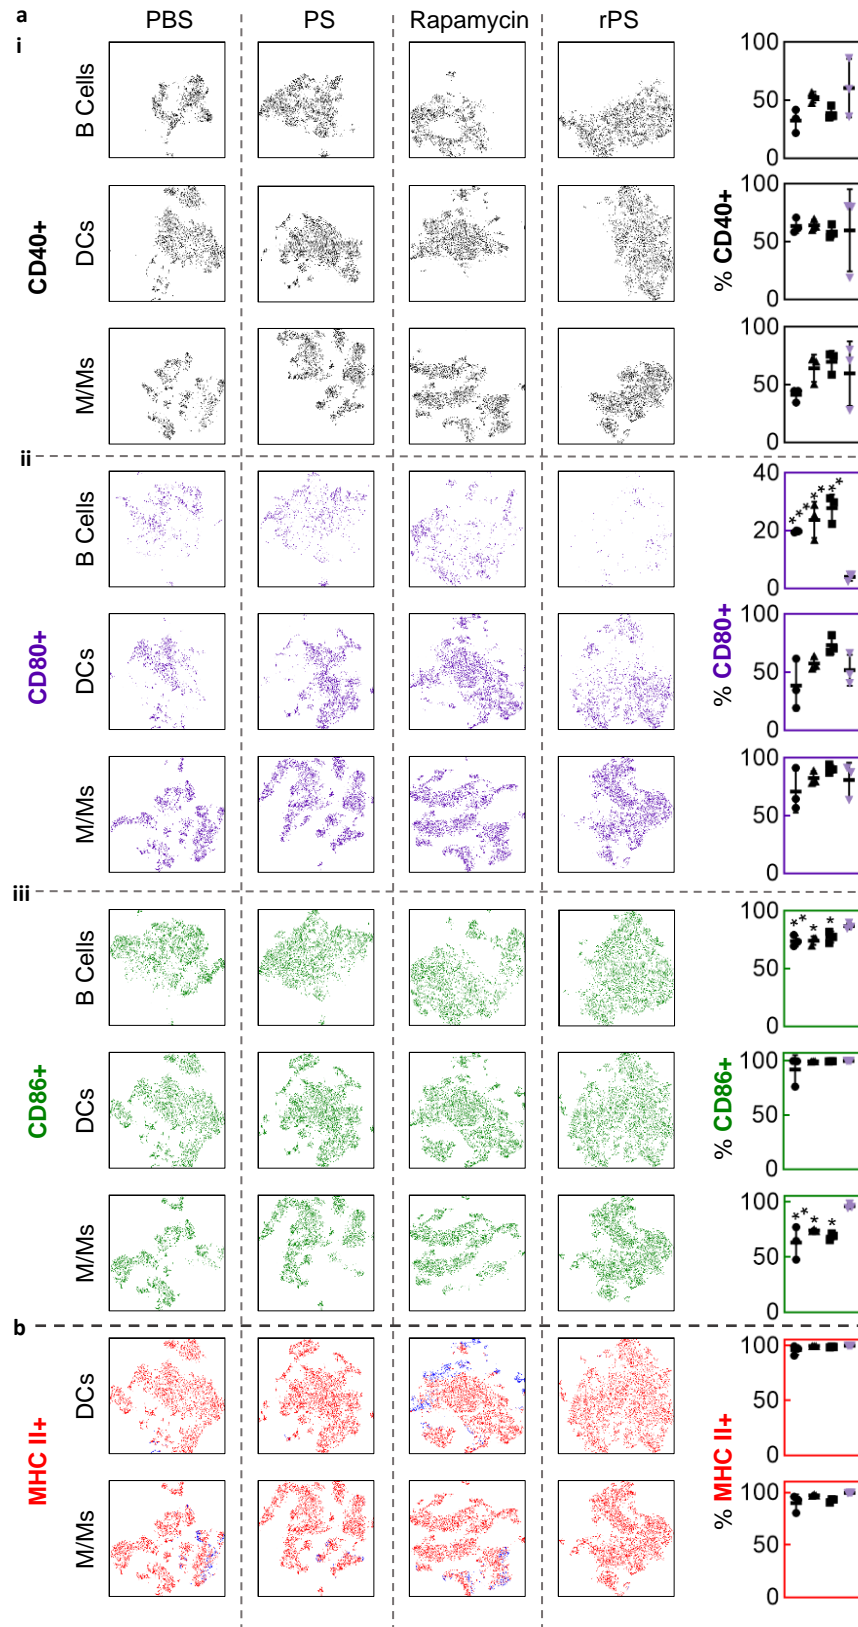 a
PBS PS Rapamycin rPS
i
B Cells
100
50
0
CD40+
DCs
% CD40+
100
50
0
M/Ms
100
50
0
ii
B Cells
40
20
0
* * * * * * *
CD80+
DCs
% CD80+
100
50
0
M/Ms
100
50
0
iii
B Cells
100
50
0
* * * *
CD86+
DCs
% CD86+
100
50
0
M/Ms
100
50
0
* * * *
b
MHC II+
DCs
% MHC II+
100
50
0
M/Ms
100
50
0